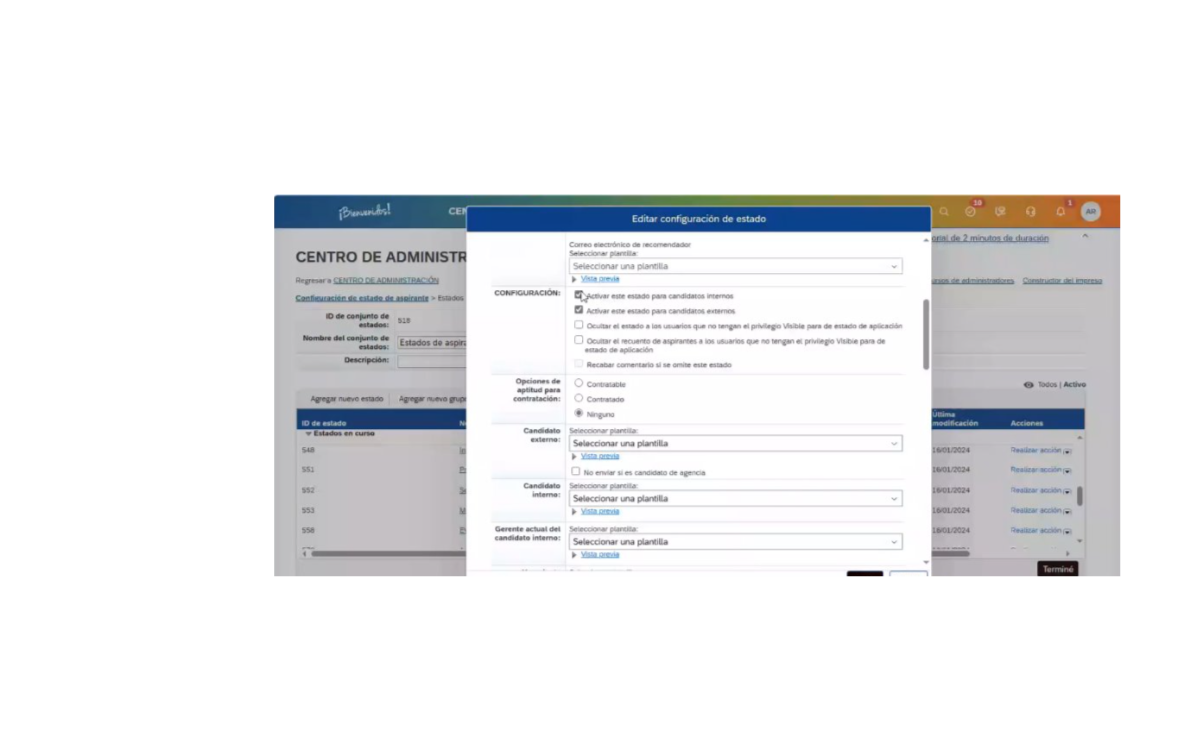 ¡Bienvenidos!
CEN
18
1
AR
Editar configuración de estado
de 2 minutos de duración
CENTRO DE ADMINISTR
Regresar a CENTRO DE ADMINISTRACIÓN
de administradores
Configuración de estado de aspirante > Estados
ID de conjunto de
estados:
Nombre del conjunto de
estados:
Estados de aspira
Descripción:
Todos | Activo
Agregar nuevo estado
Agregar nuevo grupo
ID de estado
Última
modificación
Acciones
Estados en curso
548
16/01/2024
Realizar acción
551
16/01/2024
Realizar acción
552
16/01/2024
Realizar acción
553
16/01/2024
Realizar acción
558
16/01/2024
Realizar acción
Terminé
Correo electrónico de recomendador
Seleccionar plantilla:
Seleccionar una plantilla
Vista previa
CONFIGURACIÓN:
Activar este estado para candidatos internos
Activar este estado para candidatos externos
Ocultar el estado a los usuarios que no tengan el privilegio Visible para de estado de aplicación
Ocultar el recuento de aspirantes a los usuarios que no tengan el privilegio Visible para de
estado de aplicación
Recabar comentario si se omite este estado
Opciones de
aptitud para
contratación:
Contratable
Contratado
Ninguno
Candidato
externo:
Seleccionar plantilla:
Seleccionar una plantilla
Vista previa
No enviar si es candidato de agencia
Candidato
interno:
Seleccionar plantilla:
Seleccionar una plantilla
Vista previa
Gerente actual del
candidato interno:
Seleccionar plantilla:
Seleccionar una plantilla
Vista previa